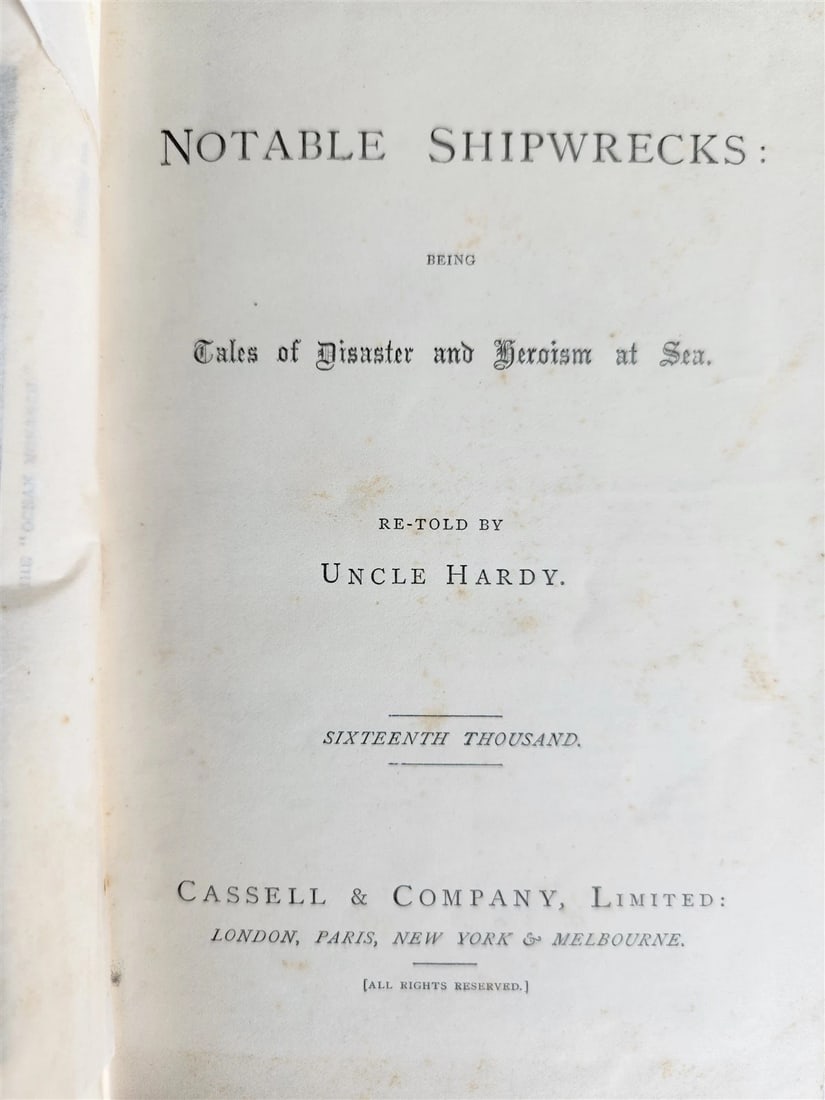 NOTABLE SHIPWRECKS:
BEING
Tales of Disaster and Heroism at Sea.
RE-TOLD BY
UNCLE HARDY.
SIXTEENTH THOUSAND.
CASSELL & COMPANY, LIMITED:
LONDON, PARIS, NEW YORK & MELBOURNE.
[ALL RIGHTS RESERVED.]